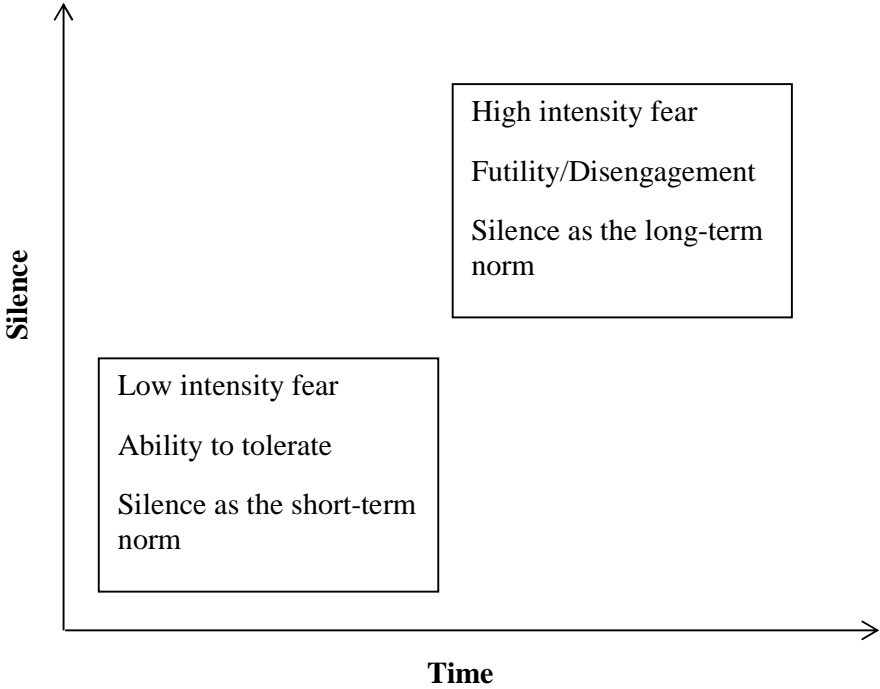 High intensity fear
Futility/Disengagement
Silence as the long-term
norm
Silence
Low intensity fear
Ability to tolerate
Silence as the short-term
norm
Time